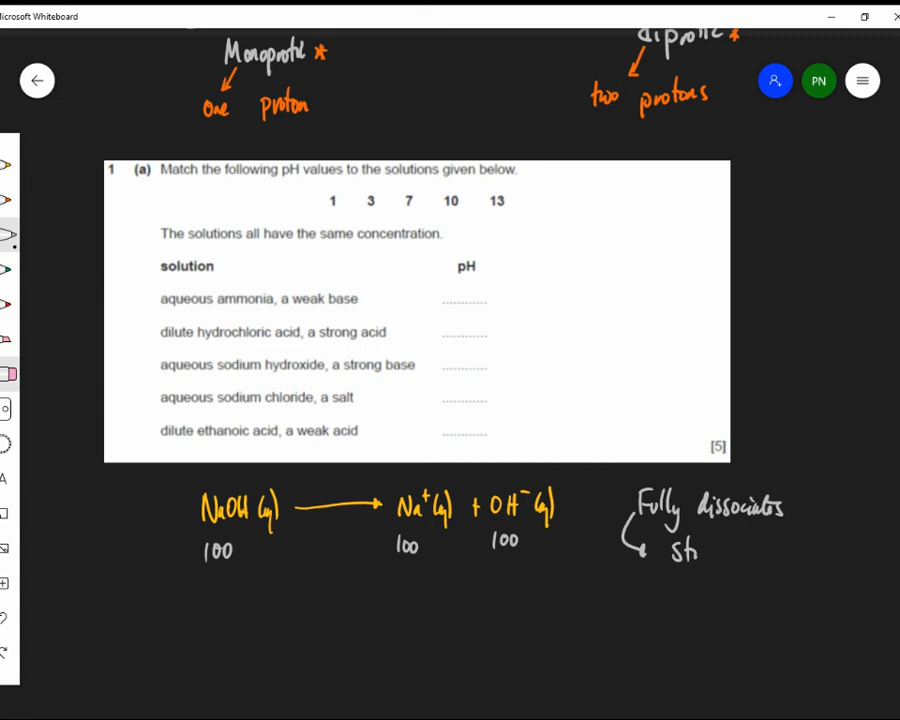 Microsoft Whiteboard
Monoprotic * diprotic *
one proton two protons
PN
1 (a) Match the following pH values to the solutions given below.
1 3 7 10 13
The solutions all have the same concentration.
solution pH
aqueous ammonia, a weak base ............
dilute hydrochloric acid, a strong acid ............
aqueous sodium hydroxide, a strong base ............
aqueous sodium chloride, a salt ............
dilute ethanoic acid, a weak acid ............
[5]
NaOH (aq) → Na⁺(aq) + OH⁻(aq) Fully dissociates
100 100 100 st